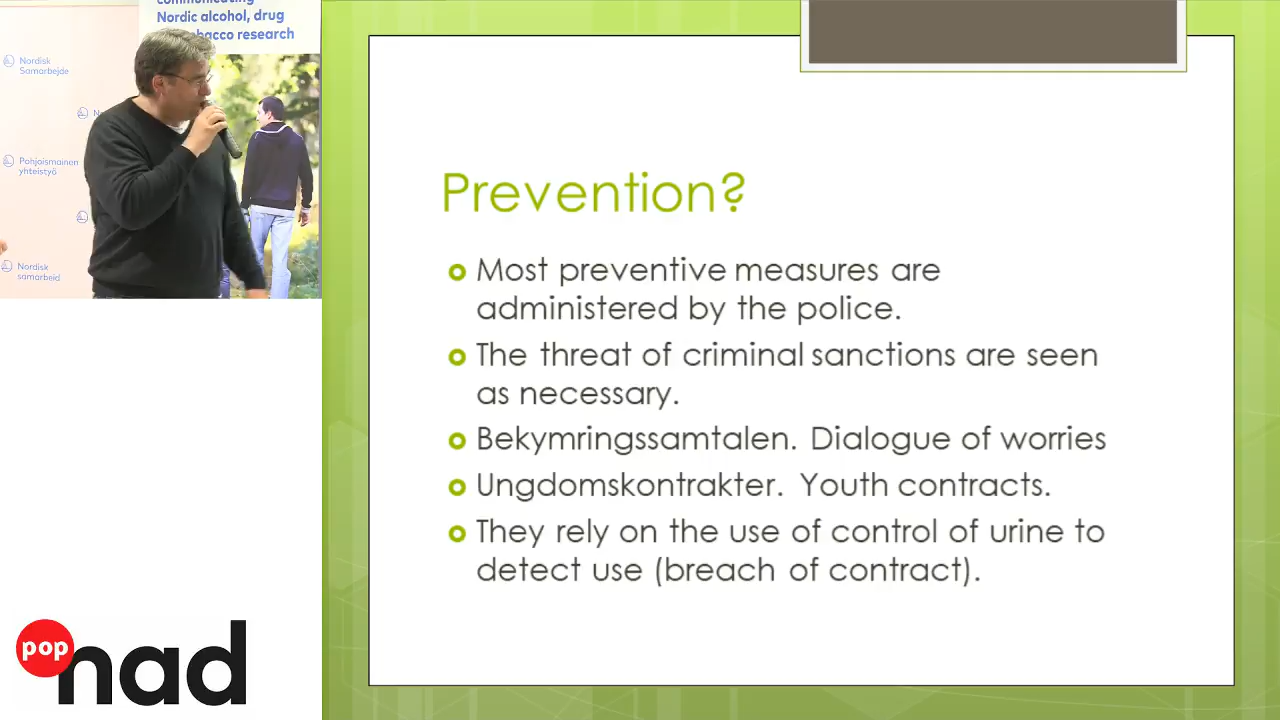 communicating
Nordic alcohol, drug
tobacco research
Nordisk
Samarbejde
Pohjoismainen
yhteistyö
Nordisk
samarbeid
pop
nad
Prevention?
Most preventive measures are
administered by the police.
The threat of criminal sanctions are seen
as necessary.
Bekymringssamtalen. Dialogue of worries
Ungdomskontrakter. Youth contracts.
They rely on the use of control of urine to
detect use (breach of contract).